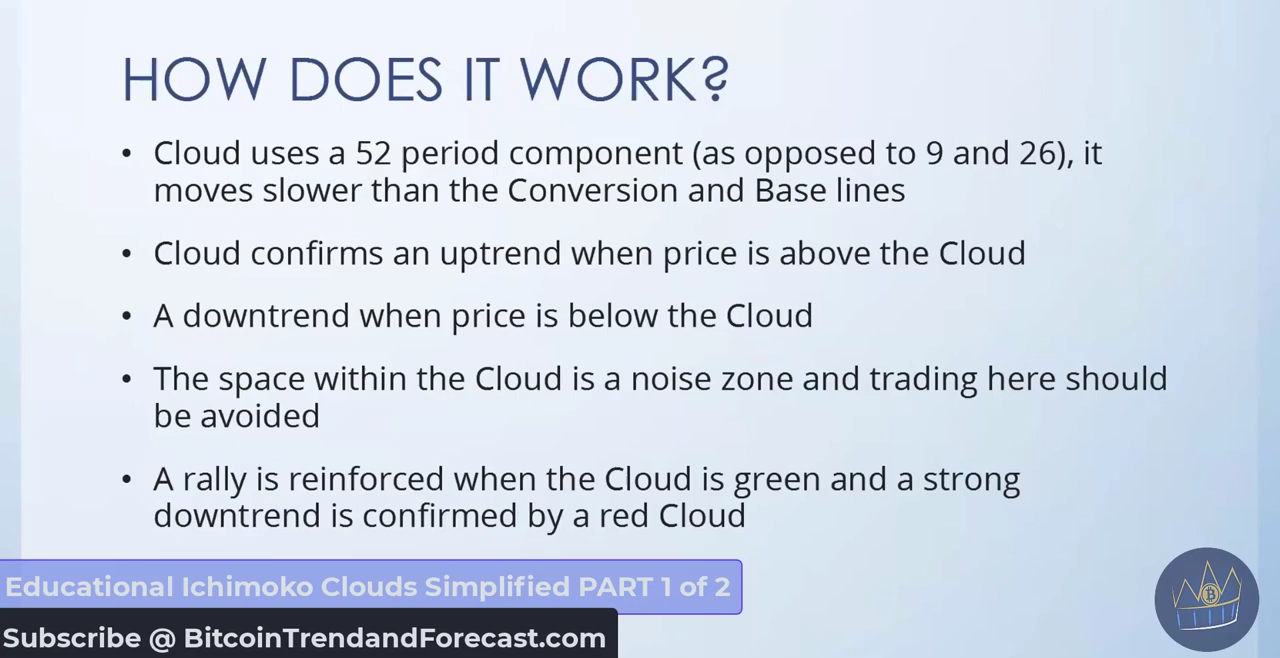 HOW DOES IT WORK?
• Cloud uses a 52 period component (as opposed to 9 and 26), it
moves slower than the Conversion and Base lines
• Cloud confirms an uptrend when price is above the Cloud
• A downtrend when price is below the Cloud
• The space within the Cloud is a noise zone and trading here should
be avoided
• A rally is reinforced when the Cloud is green and a strong
downtrend is confirmed by a red Cloud
Educational Ichimoko Clouds Simplified PART 1 of 2
Subscribe @ BitcoinTrendandForecast.com